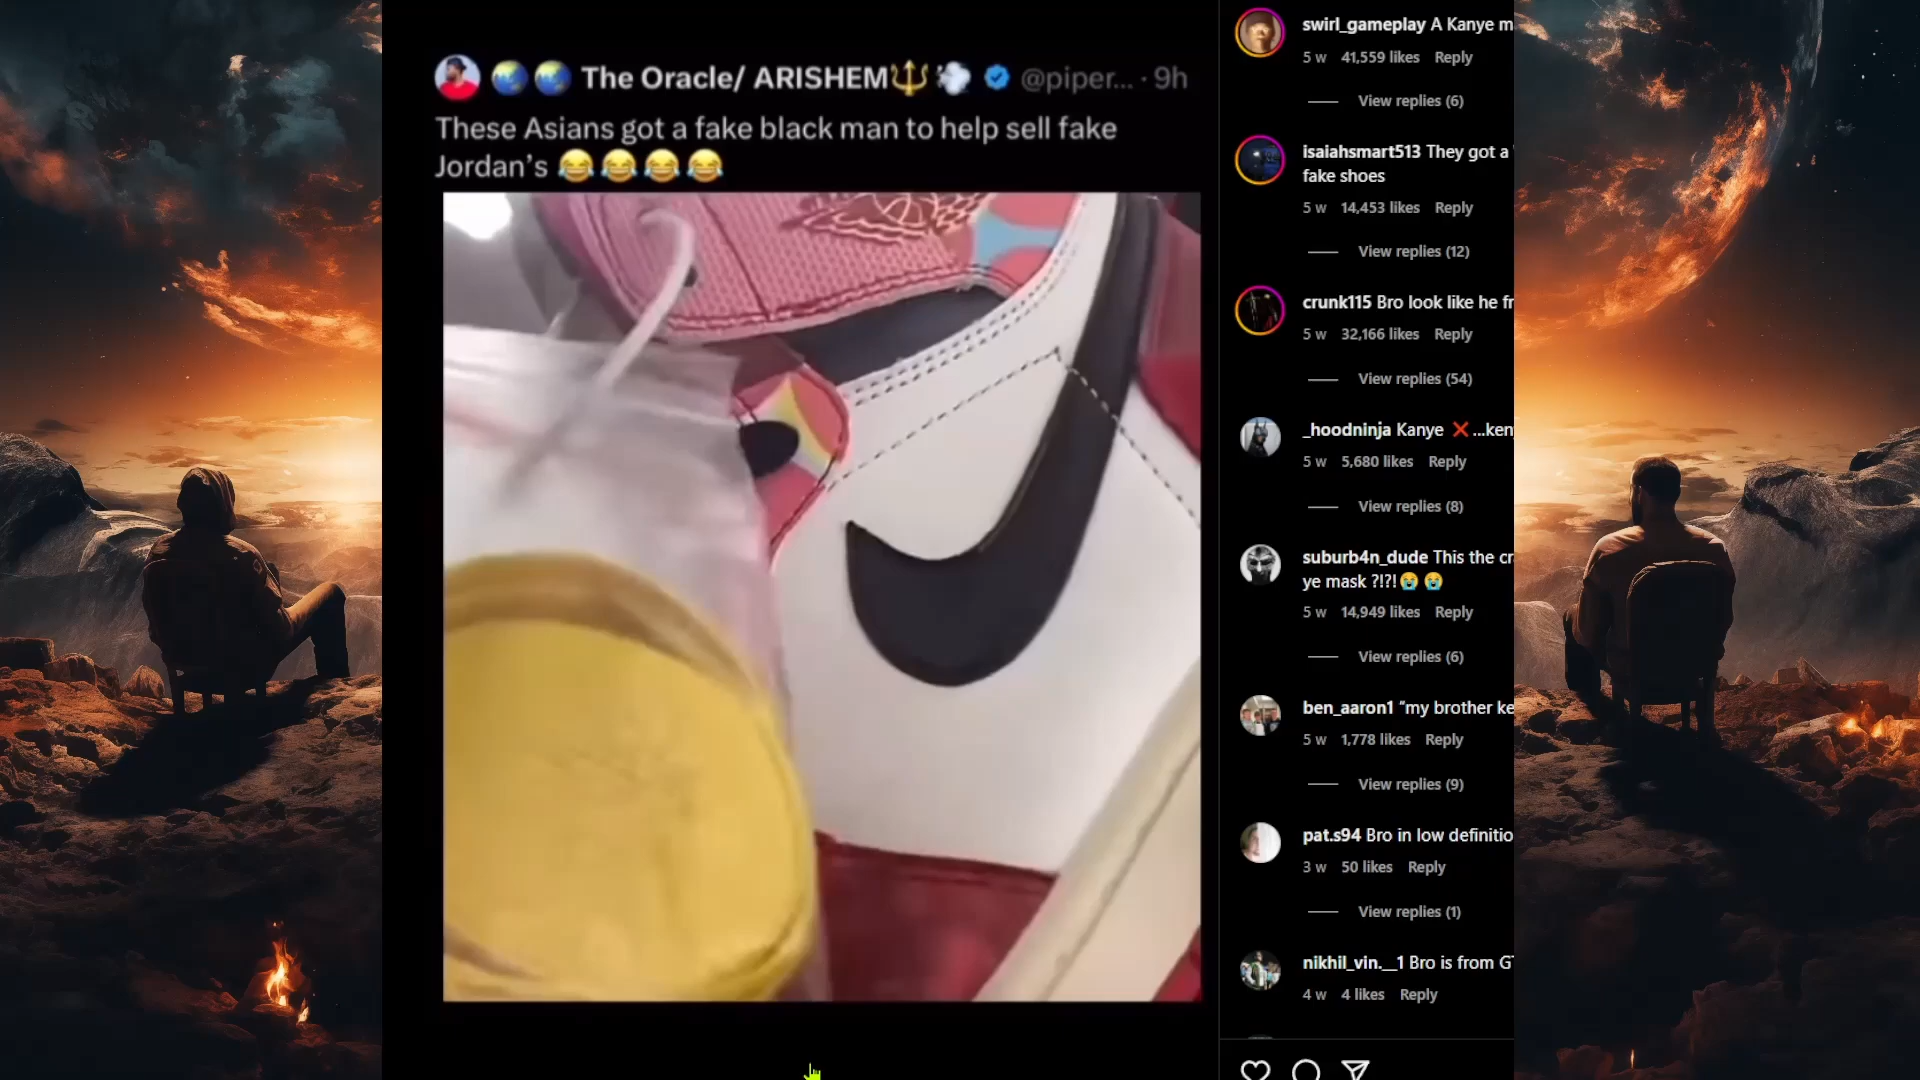 The Oracle/ ARISHEM🔱💨 @piper... · 9h
These Asians got a fake black man to help sell fake
Jordan's 😂😂😂😂
swirl_gameplay A Kanye m
5 w 41,559 likes Reply
View replies (6)
isaiahsmart513 They got a
fake shoes
5 w 14,453 likes Reply
View replies (12)
crunk115 Bro look like he fr
5 w 32,166 likes Reply
View replies (54)
_hoodninja Kanye ❌...ken
5 w 5,680 likes Reply
View replies (8)
suburb4n_dude This the cr
ye mask ?!?!😭😭
5 w 14,949 likes Reply
View replies (6)
ben_aaron1 "my brother ke
5 w 1,778 likes Reply
View replies (9)
pat.s94 Bro in low definitio
3 w 50 likes Reply
View replies (1)
nikhil_vin.__1 Bro is from G
4 w 4 likes Reply